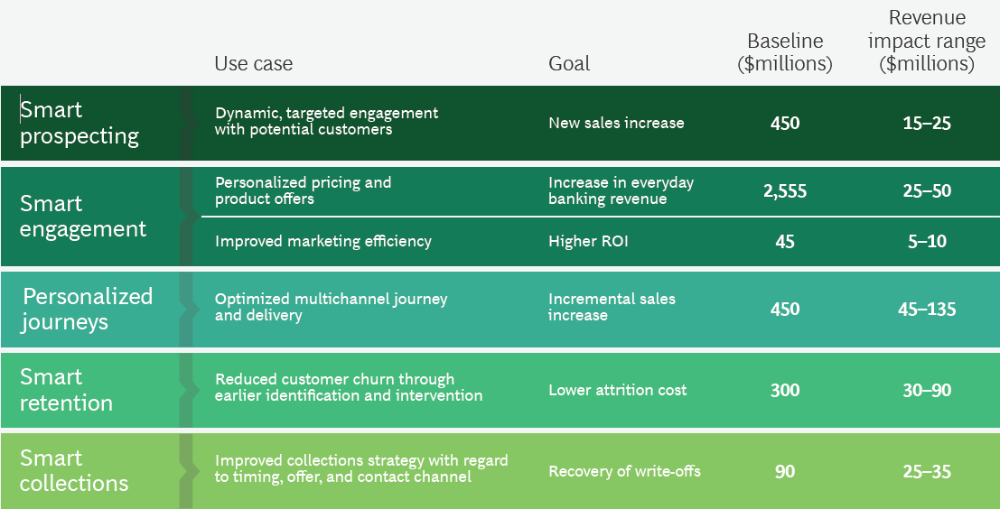 Use case
Goal
Baseline
($millions)
Revenue
impact range
($millions)
Smart
prospecting
Dynamic, targeted engagement
with potential customers
New sales increase
450
15–25
Smart
engagement
Personalized pricing and
product offers
Increase in everyday
banking revenue
2,555
25–50
Improved marketing efficiency
Higher ROI
45
5–10
Personalized
journeys
Optimized multichannel journey
and delivery
Incremental sales
increase
450
45–135
Smart
retention
Reduced customer churn through
earlier identification and intervention
Lower attrition cost
300
30–90
Smart
collections
Improved collections strategy with regard
to timing, offer, and contact channel
Recovery of write-offs
90
25–35